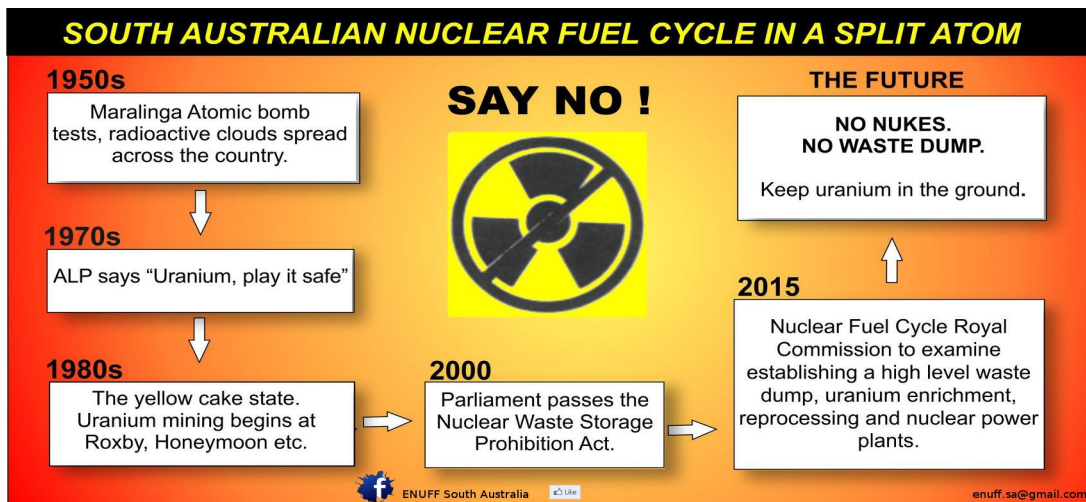 SOUTH AUSTRALIAN NUCLEAR FUEL CYCLE IN A SPLIT ATOM
1950s
Maralinga Atomic bomb
tests, radioactive clouds spread
across the country.
1970s
ALP says “Uranium, play it safe”
1980s
The yellow cake state.
Uranium mining begins at
Roxby, Honeymoon etc.
SAY NO !
2000
Parliament passes the
Nuclear Waste Storage
Prohibition Act.
2015
Nuclear Fuel Cycle Royal
Commission to examine
establishing a high level waste
dump, uranium enrichment,
reprocessing and nuclear power
plants.
THE FUTURE
NO NUKES.
NO WASTE DUMP.
Keep uranium in the ground.
f ENUFF South Australia Like
enuff.sa@gmail.com